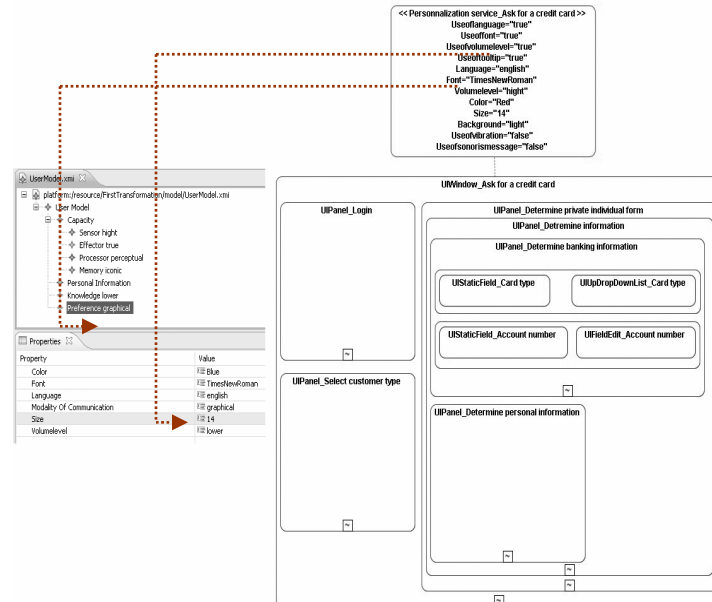 << Personnalization service_Ask for a credit card >>
Useoflanguage="true"
Useoffont="true"
Useofvolumelevel="true"
Useoftooltip="true"
Language="english"
Font="TimesNewRoman"
Volumelevel="hight"
Color="Red"
Size="14"
Background="light"
Useofvibration="false"
Useofsonorismessage="false"
UserModel.xmi
platform:/resource/FirstTransformation/model/UserModel.xmi
User Model
Capacity
Sensor hight
Effector true
Processor perceptual
Memory iconic
Personal Information
Knowledge lower
Preference graphical
Properties
Property Value
Color Blue
Font TimesNewRoman
Language english
Modality Of Communication graphical
Size 14
Volumelevel lower
UIWindow_Ask for a credit card
UIPanel_Login
~
UIPanel_Select customer type
~
UIPanel_Determine private individual form
UIPanel_Detremine information
UIPanel_Determine banking information
UIStaticField_Card type
UIUpDropDownList_Card type
UIStaticField_Account number
UIFieldEdit_Account number
~
UIPanel_Determine personal information
~
~
~
~